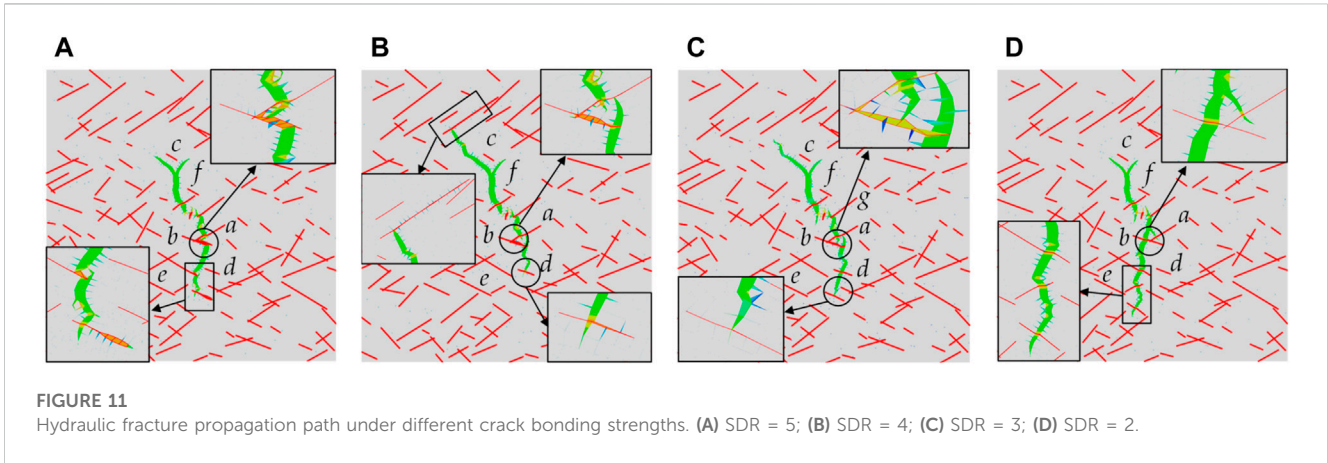 A
B
C
D
c
f
a
b
d
e
c
f
a
b
d
e
c
f
g
a
b
d
e
c
f
a
b
d
e
FIGURE 11
Hydraulic fracture propagation path under different crack bonding strengths. (A) SDR = 5; (B) SDR = 4; (C) SDR = 3; (D) SDR = 2.